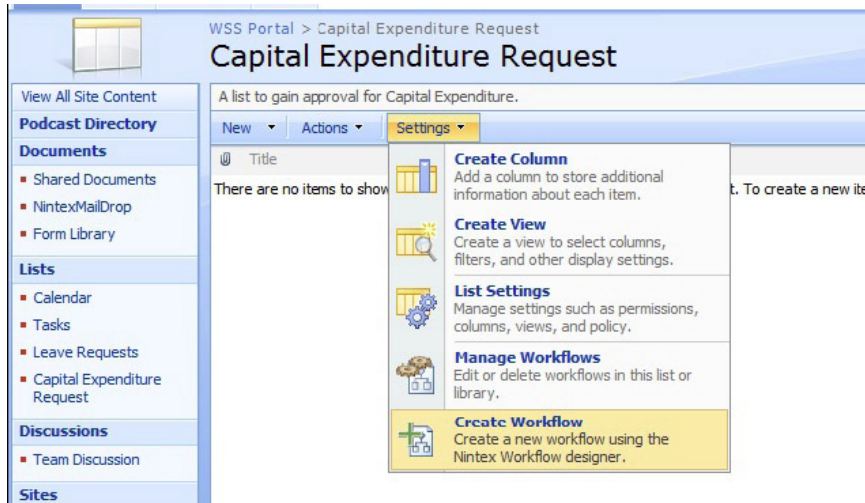 WSS Portal > Capital Expenditure Request
Capital Expenditure Request
View All Site Content
Podcast Directory
Documents
Shared Documents
NintexMailDrop
Form Library
Lists
Calendar
Tasks
Leave Requests
Capital Expenditure
Request
Discussions
Team Discussion
Sites
A list to gain approval for Capital Expenditure.
New Actions Settings
Title
There are no items to show
t. To create a new ite
Create Column
Add a column to store additional
information about each item.
Create View
Create a view to select columns,
filters, and other display settings.
List Settings
Manage settings such as permissions,
columns, views, and policy.
Manage Workflows
Edit or delete workflows in this list or
library.
Create Workflow
Create a new workflow using the
Nintex Workflow designer.